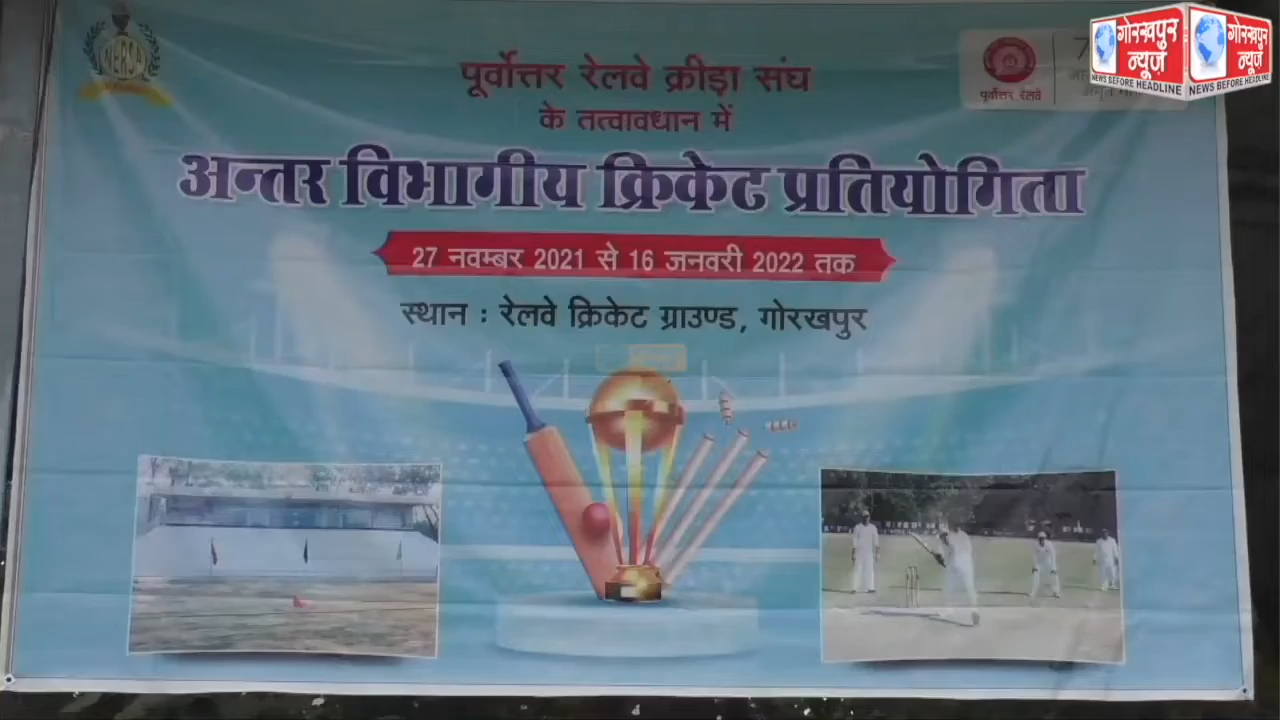 NERSA
पूर्वोत्तर रेलवे क्रीड़ा संघ
के तत्वावधान में
अन्तर विभागीय क्रिकेट प्रतियोगिता
27 नवम्बर 2021 से 16 जनवरी 2022 तक
स्थान : रेलवे क्रिकेट ग्राउण्ड, गोरखपुर
पूर्वोत्तर रेलवे
गोरखपुर न्यूज़
NEWS BEFORE HEADLINE
गोरखपुर न्यूज़
NEWS BEFORE HEADLINE